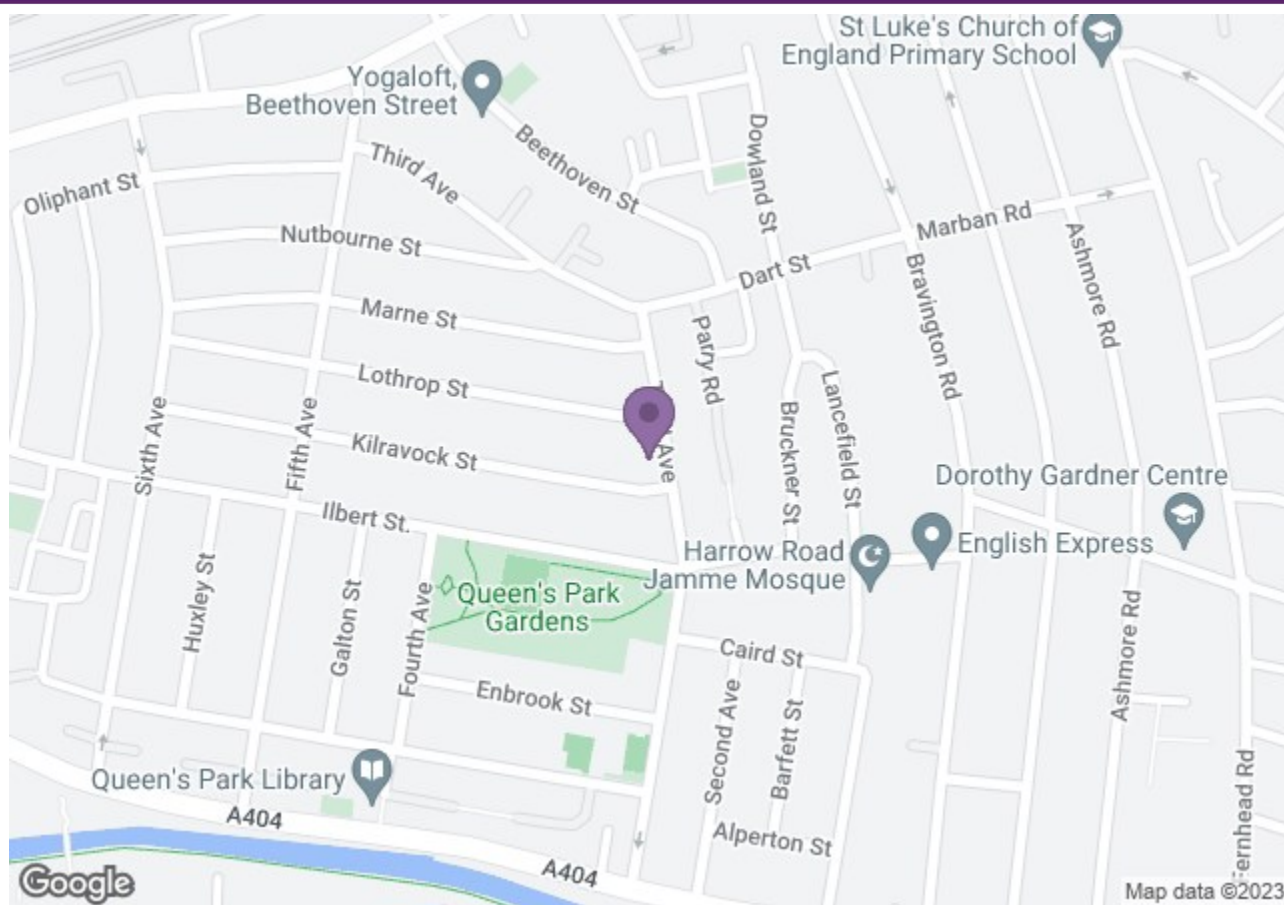 St Luke's Church of
England Primary School
Yogaloft,
Beethoven Street
Beethoven St
Dowland St
Third Ave
Oliphant St
Nutbourne St
Marban Rd
Dart St
Ashmore Rd
Bravington Rd
Marne St
Parry Rd
Lothrop St
Lancefield St
Bruckner St
Ave
Kilravock St
Sixth Ave
Fifth Ave
Dorothy Gardner Centre
Ilbert St.
English Express
Harrow Road
Jamme Mosque
Queen's Park
Gardens
Huxley St
Galton St
Fourth Ave
Caird St
Enbrook St
Second Ave
Barfett St
Ashmore Rd
Queen's Park Library
A404
Alperton St
Fernhead Rd
A404
Google
Map data ©2023